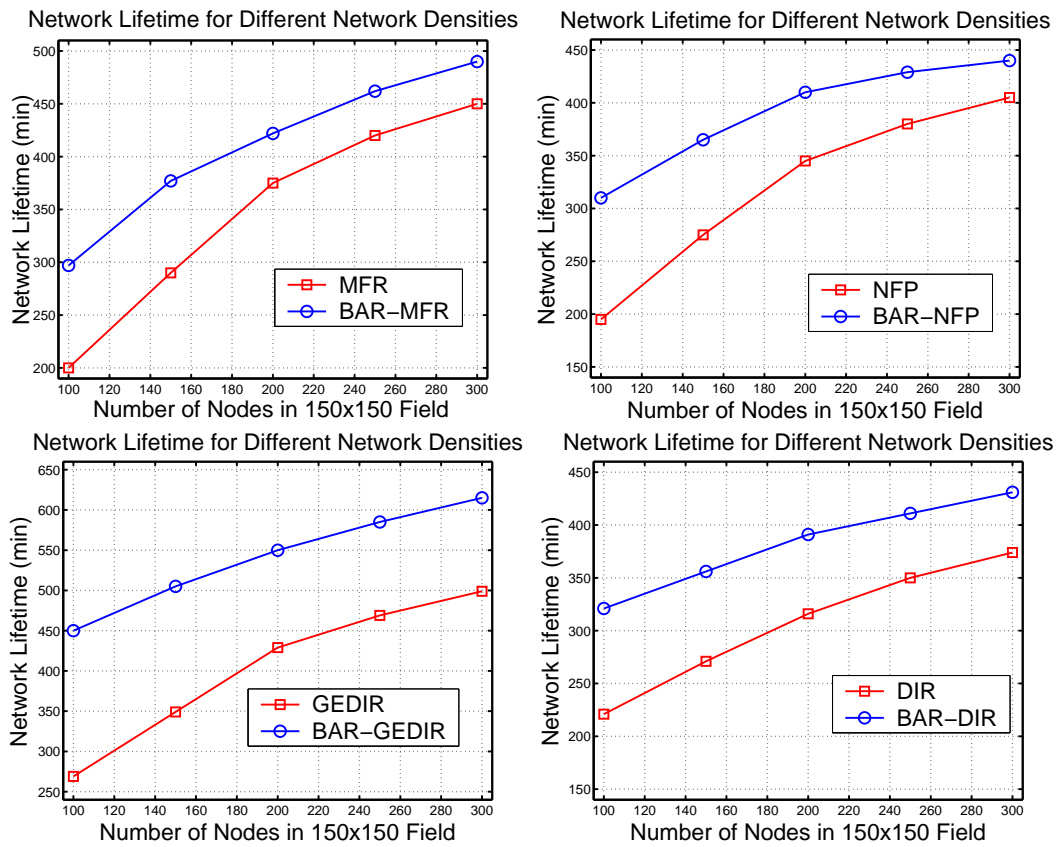 Network Lifetime for Different Network Densities
500
450
400
350
300
250
200
100 120 140 160 180 200 220 240 260 280 300
Network Lifetime (min)
Number of Nodes in 150x150 Field
MFR
BAR−MFR
Network Lifetime for Different Network Densities
450
400
350
300
250
200
150
100 120 140 160 180 200 220 240 260 280 300
Network Lifetime (min)
Number of Nodes in 150x150 Field
NFP
BAR−NFP
Network Lifetime for Different Network Densities
650
600
550
500
450
400
350
300
250
100 120 140 160 180 200 220 240 260 280 300
Network Lifetime (min)
Number of Nodes in 150x150 Field
GEDIR
BAR−GEDIR
Network Lifetime for Different Network Densities
450
400
350
300
250
200
150
100 120 140 160 180 200 220 240 260 280 300
Network Lifetime (min)
Number of Nodes in 150x150 Field
DIR
BAR−DIR